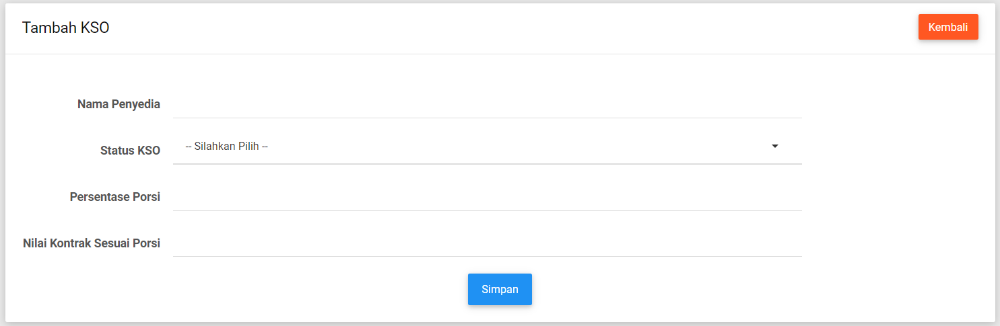 Tambah KSO
Kembali
Nama Penyedia
Status KSO
-- Silahkan Pilih --
Persentase Porsi
Nilai Kontrak Sesuai Porsi
Simpan